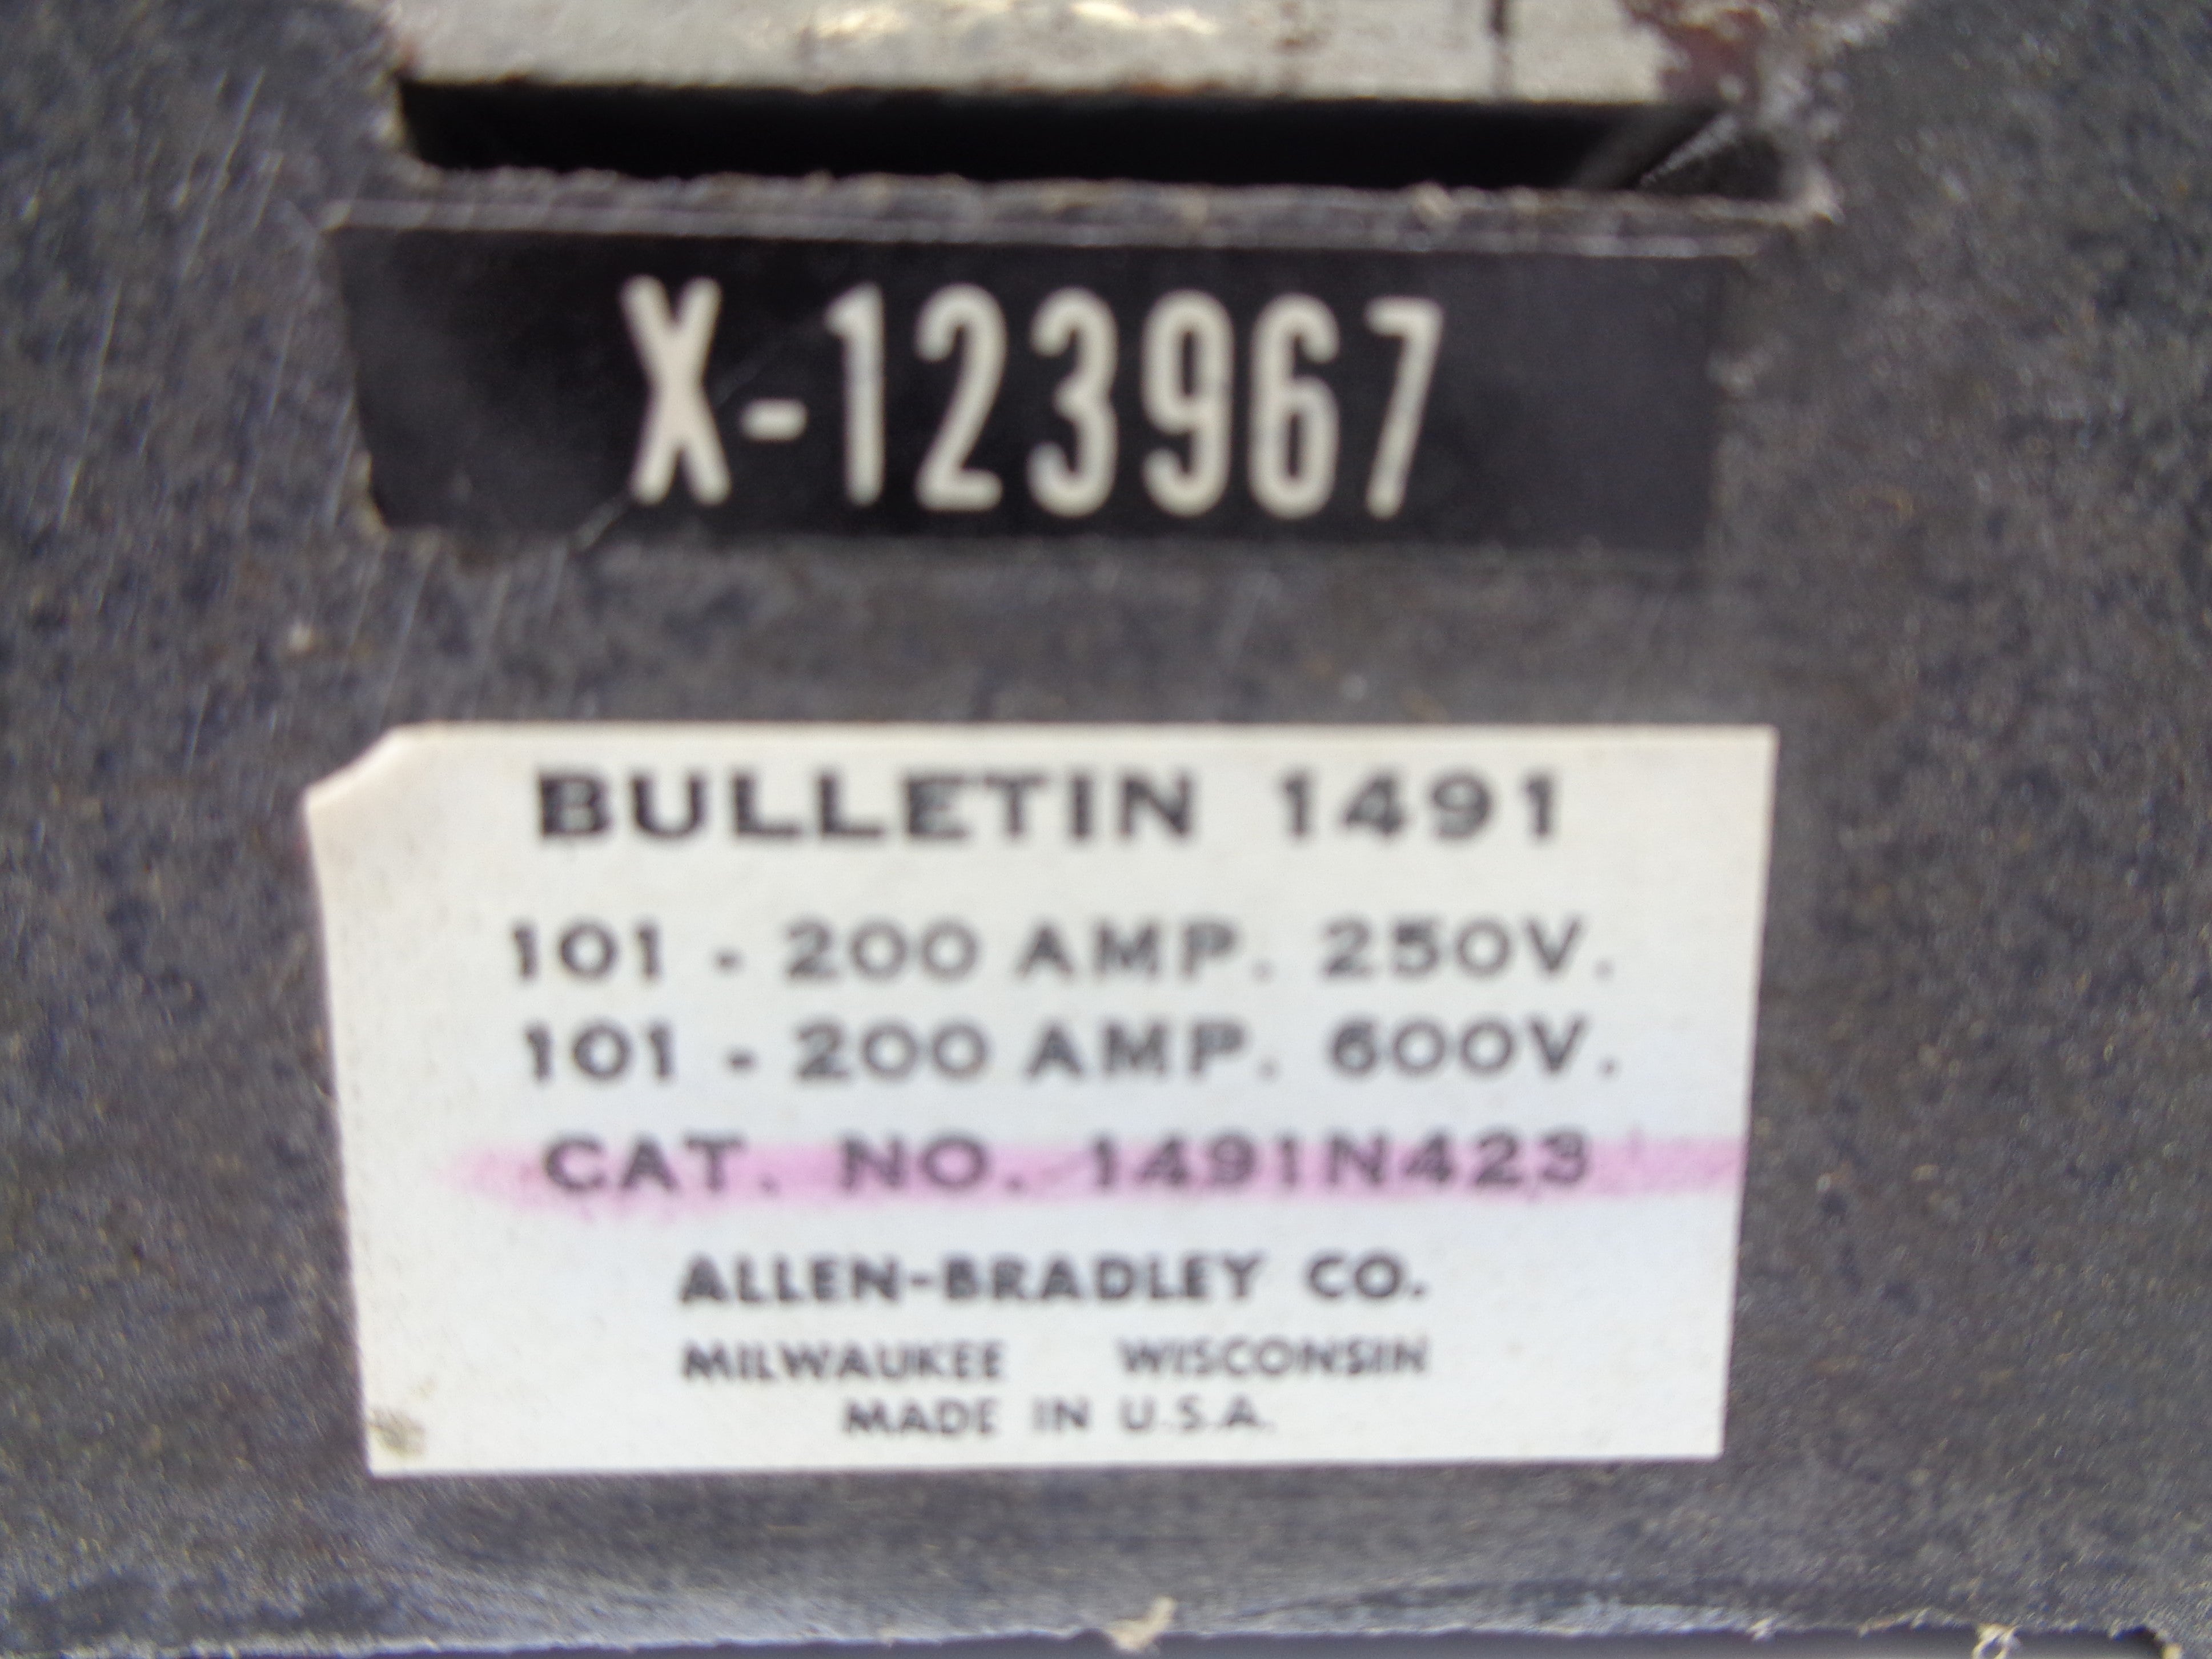 X-123967
BULLETIN 1491
101 - 200 AMP. 250V.
101 - 200 AMP. 600V.
CAT. NO. 1491N423
ALLEN-BRADLEY CO.
MILWAUKEE WISCONSIN
MADE IN U.S.A.